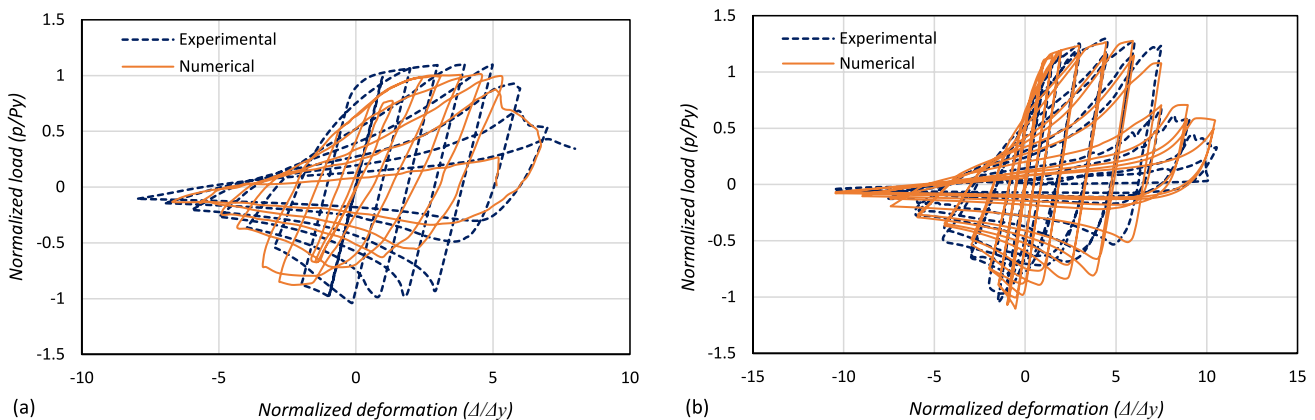 1.5
1
0.5
0
-0.5
-1
-1.5
Normalized load (p/Py)
Experimental
Numerical
-10
-5
0
5
10
(a)
Normalized deformation (Δ/Δy)
1.5
1
0.5
0
-0.5
-1
-1.5
Normalized load (p/Py)
Experimental
Numerical
-15
-10
-5
0
5
10
15
(b)
Normalized deformation (Δ/Δy)